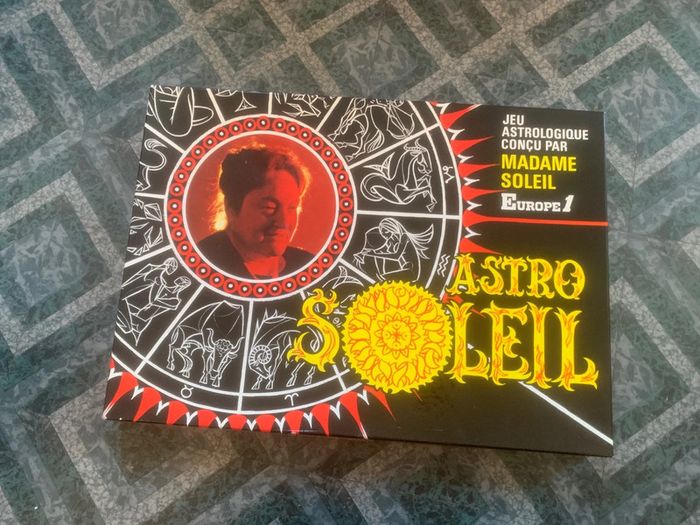 JEU
ASTROLOGIQUE
CONÇU PAR
MADAME
SOLEIL
EUROPE 1
ASTRO
SOLEIL